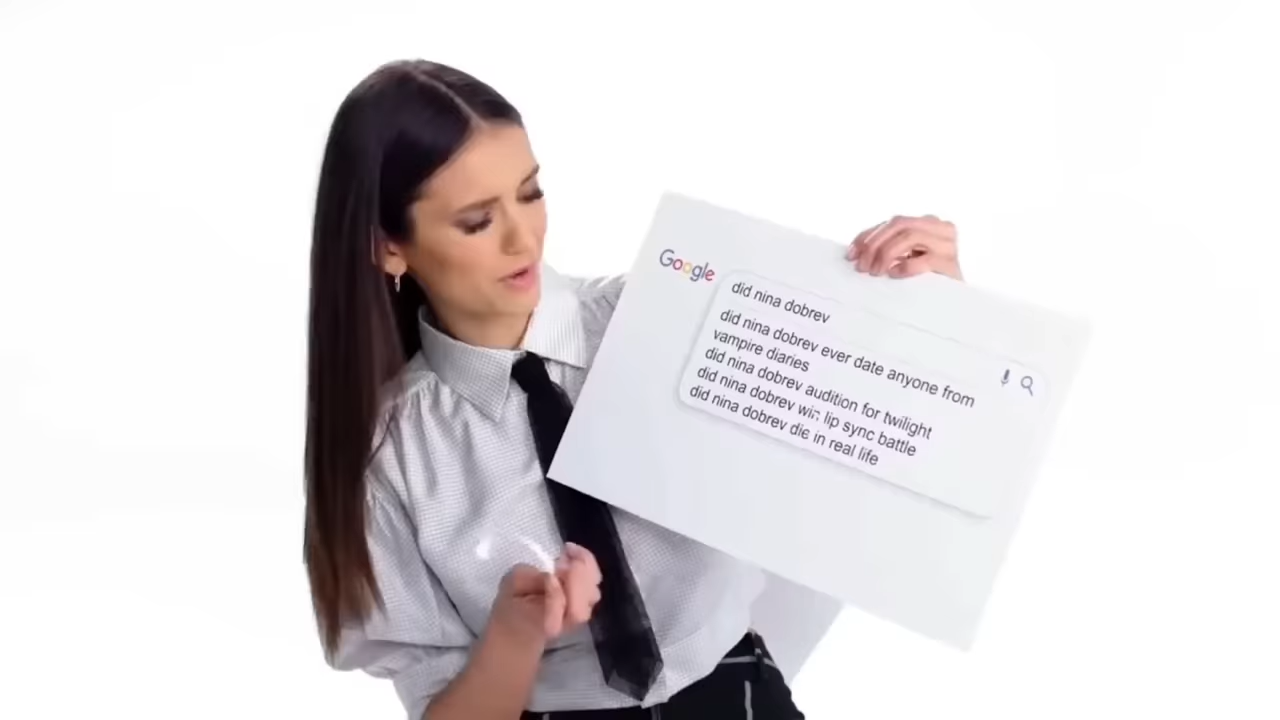 Google
did nina dobrev
did nina dobrev ever date anyone from
vampire diaries
did nina dobrev audition for twilight
did nina dobrev win lip sync battle
did nina dobrev die in real life